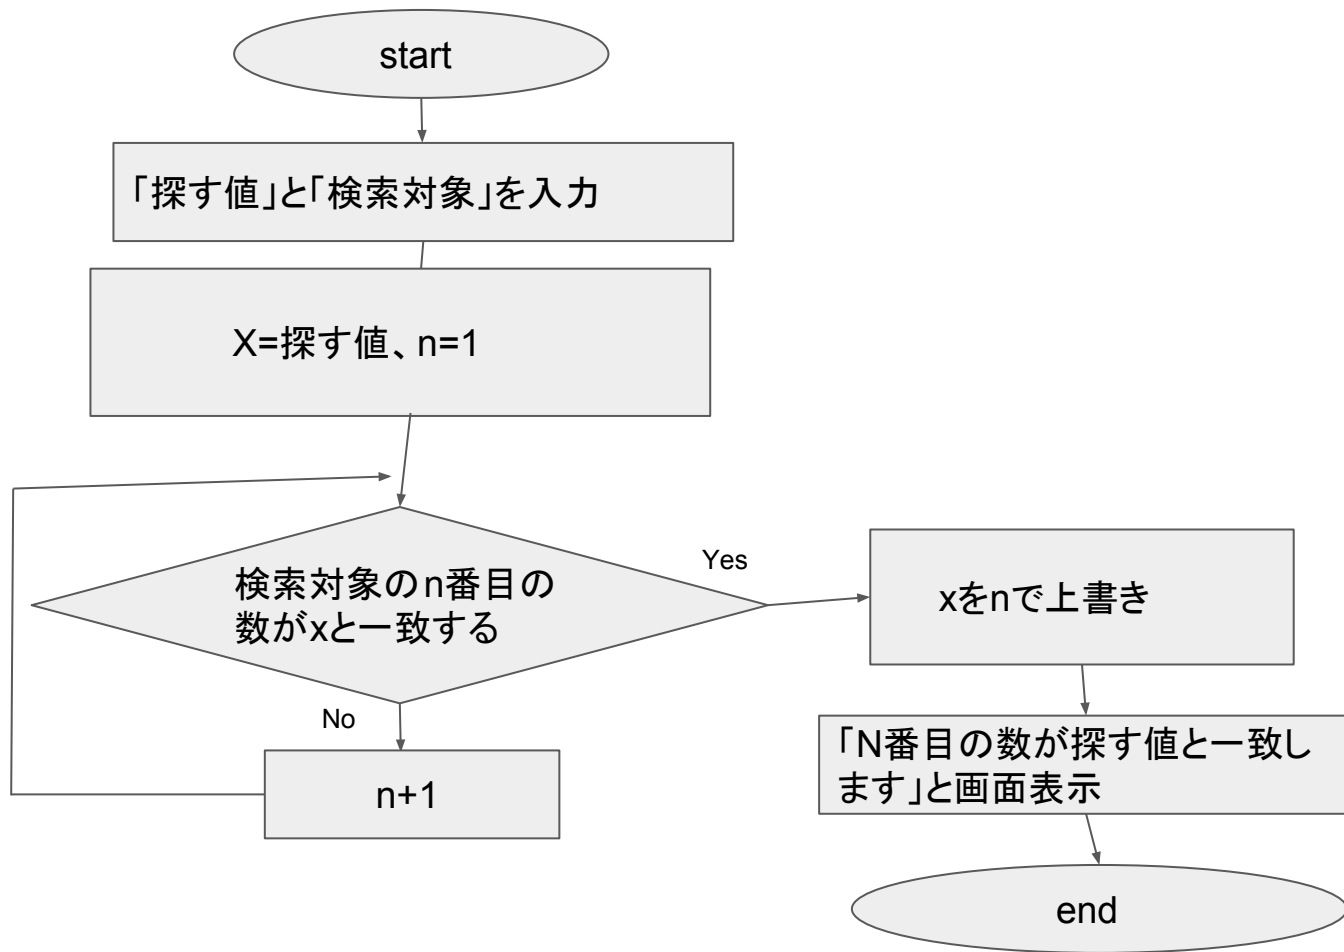 start
「探す値」と「検索対象」を入力
X=探す値、n=1
検索対象のn番目の
数がxと一致する
Yes
xをnで上書き
No
n+1
「N番目の数が探す値と一致し
ます」と画面表示
end